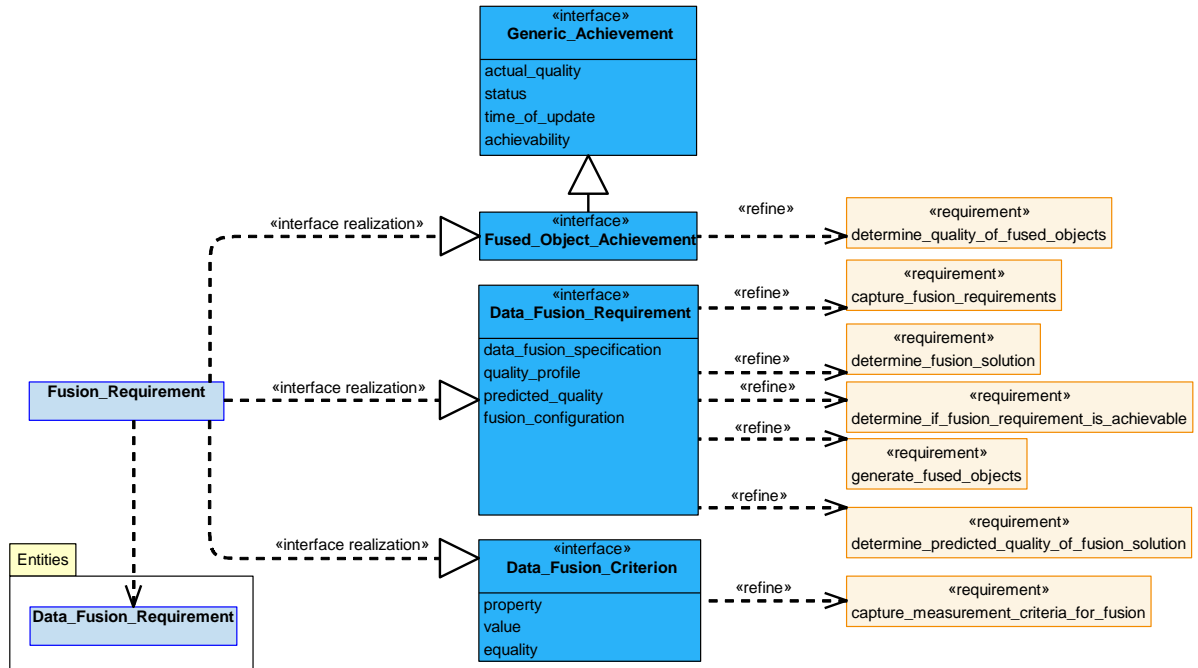 «interface»
Generic_Achievement
actual_quality
status
time_of_update
achievability
«interface realization»
«interface»
Fused_Object_Achievement
«refine»
«requirement»
determine_quality_of_fused_objects
«interface»
Data_Fusion_Requirement
data_fusion_specification
quality_profile
predicted_quality
fusion_configuration
«refine»
«requirement»
capture_fusion_requirements
«refine»
«requirement»
determine_fusion_solution
Fusion_Requirement
«interface realization»
«refine»
«requirement»
determine_if_fusion_requirement_is_achievable
«refine»
«requirement»
generate_fused_objects
«refine»
«requirement»
determine_predicted_quality_of_fusion_solution
«interface realization»
«interface»
Data_Fusion_Criterion
property
value
equality
«refine»
«requirement»
capture_measurement_criteria_for_fusion
Entities
Data_Fusion_Requirement